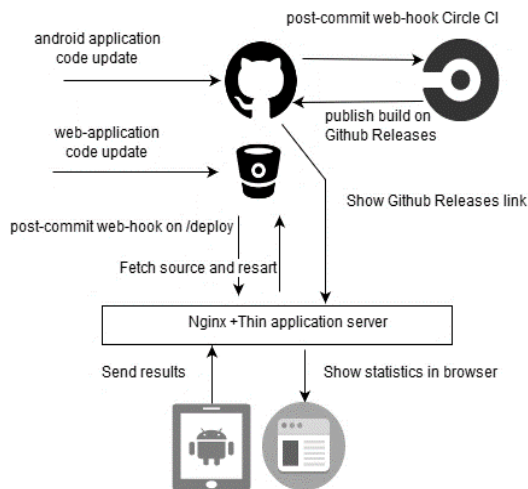 post-commit web-hook Circle CI
android application
code update
publish build on
Github Releases
web-application
code update
Show Github Releases link
post-commit web-hook on /deploy
Fetch source and resart
Nginx +Thin application server
Send results
Show statistics in browser